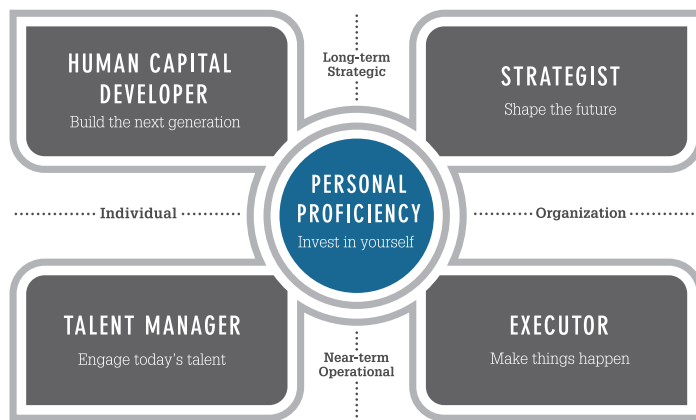 HUMAN CAPITAL
DEVELOPER
Build the next generation
Long-term
Strategic
STRATEGIST
Shape the future
Individual
PERSONAL
PROFICIENCY
Invest in yourself
Organization
TALENT MANAGER
Engage today's talent
Near-term
Operational
EXECUTOR
Make things happen